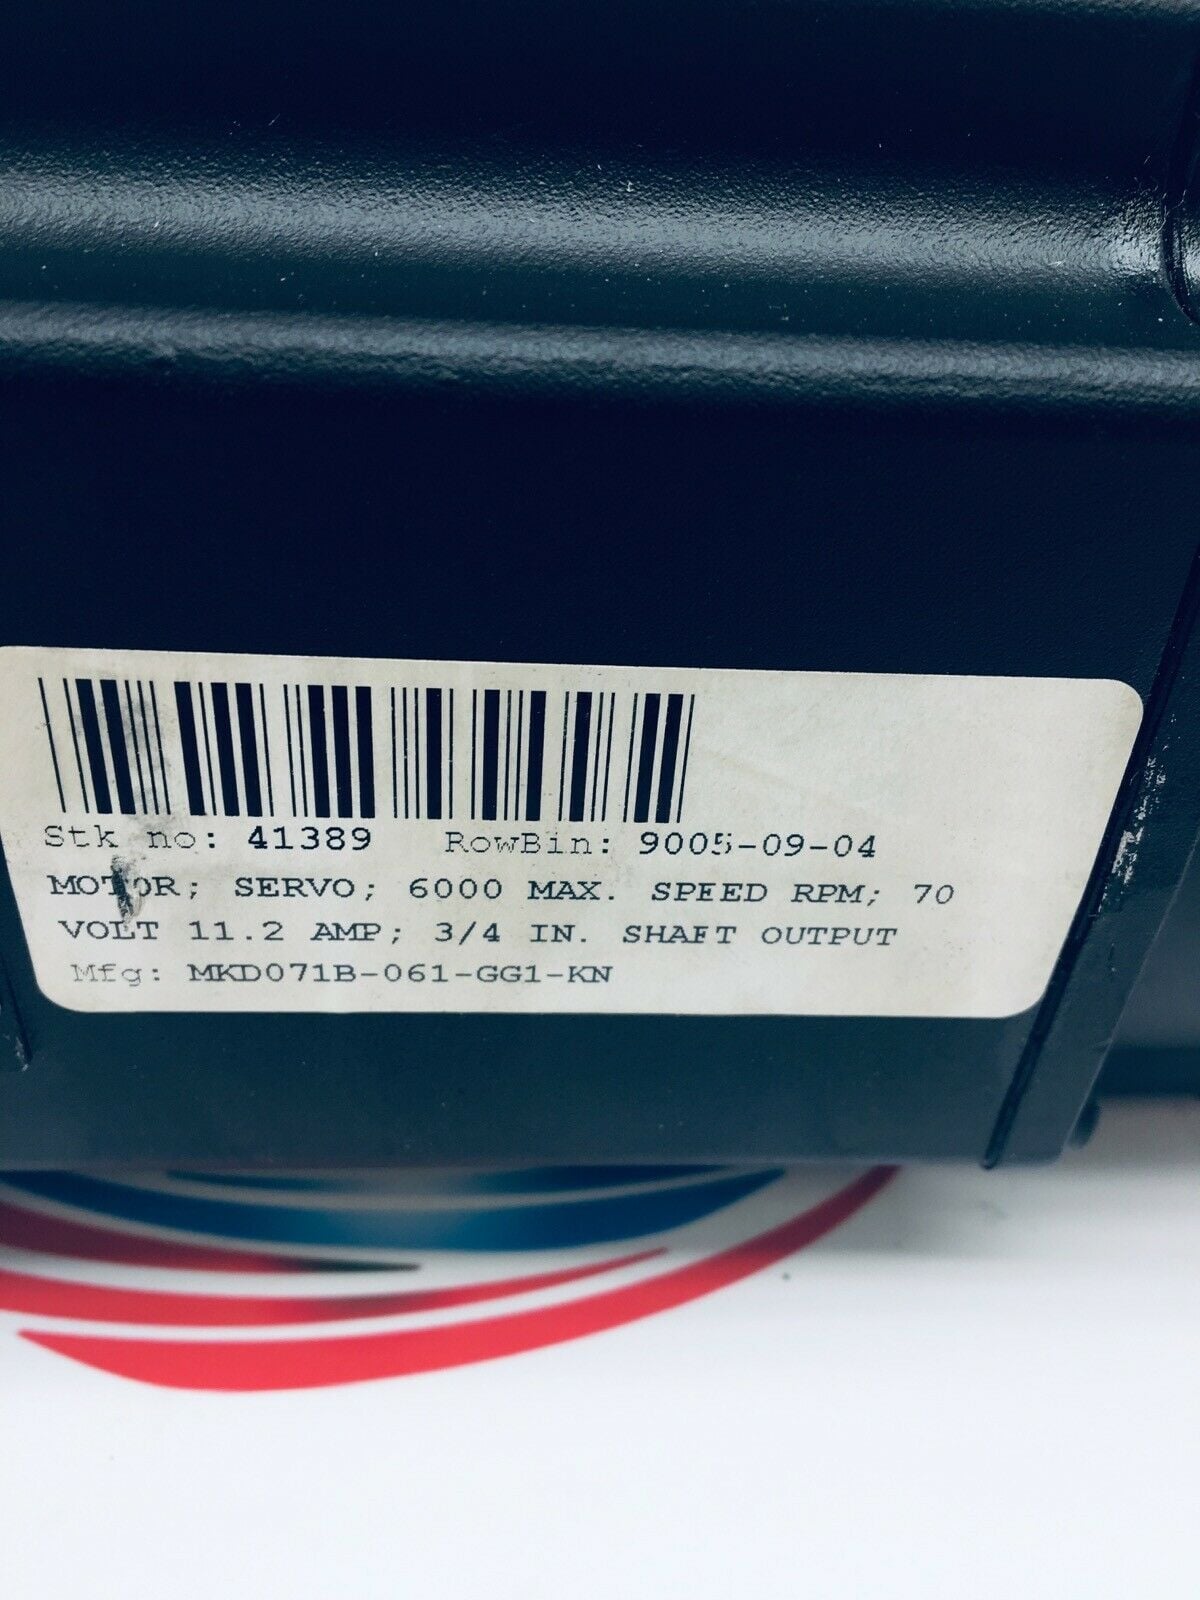 Stk no: 41389 RowBin: 9005-09-04
MOTOR; SERVO; 6000 MAX. SPEED RPM; 70
VOLT 11.2 AMP; 3/4 IN. SHAFT OUTPUT
Mfg: MKD071B-061-GG1-KN